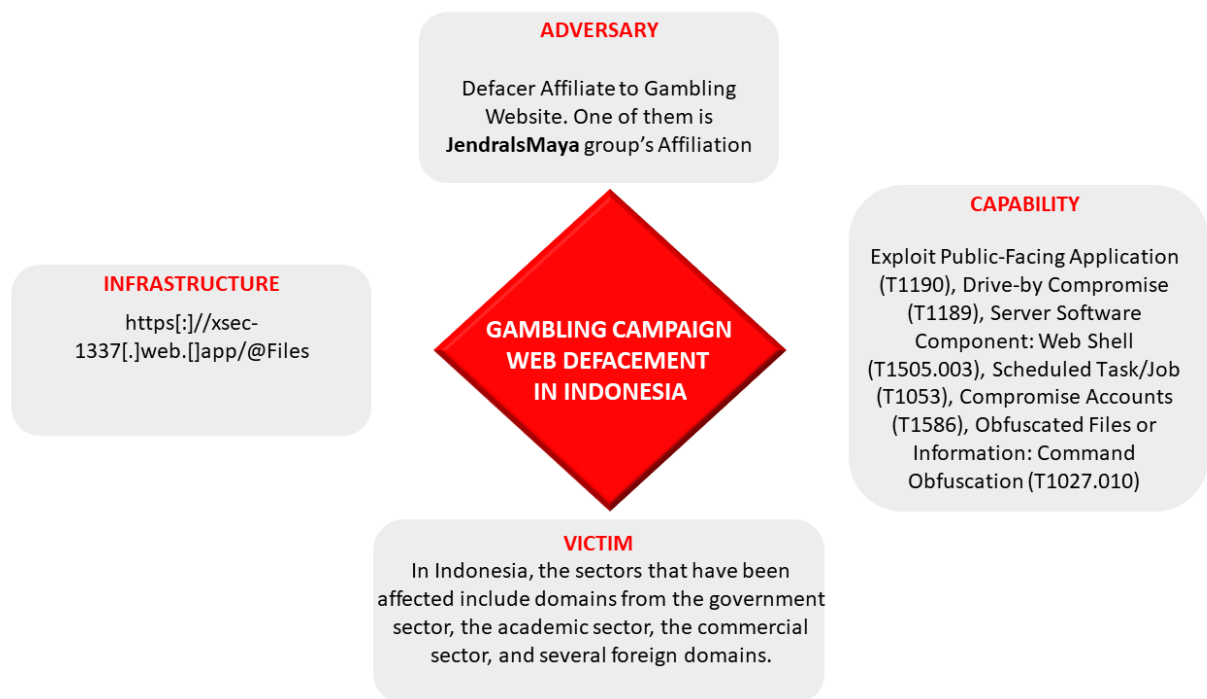 ADVERSARY
Defacer Affiliate to Gambling
Website. One of them is
JendralsMaya group's Affiliation
INFRASTRUCTURE
https[:]//xsec-
1337[.]web.[]app/@Files
GAMBLING CAMPAIGN
WEB DEFACEMENT
IN INDONESIA
CAPABILITY
Exploit Public-Facing Application
(T1190), Drive-by Compromise
(T1189), Server Software
Component: Web Shell
(T1505.003), Scheduled Task/Job
(T1053), Compromise Accounts
(T1586), Obfuscated Files or
Information: Command
Obfuscation (T1027.010)
VICTIM
In Indonesia, the sectors that have been
affected include domains from the government
sector, the academic sector, the commercial
sector, and several foreign domains.